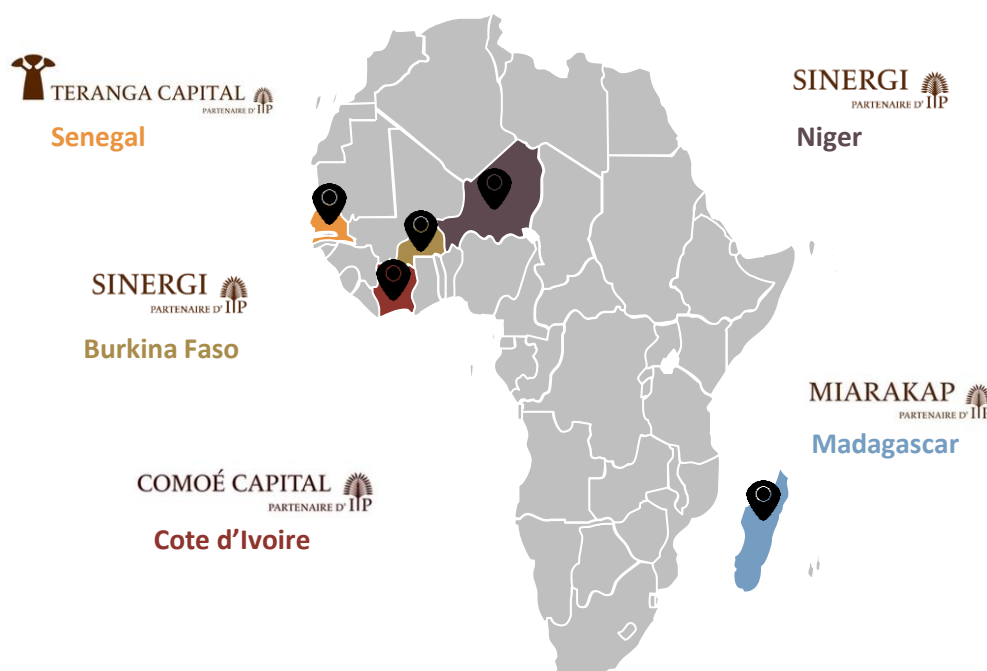 TERANGA CAPITAL
PARTENAIRE D' IIP
Senegal
SINERGI
PARTENAIRE D' IIP
Niger
SINERGI
PARTENAIRE D' IIP
Burkina Faso
MIARAKAP
PARTENAIRE D' IIP
Madagascar
COMOÉ CAPITAL
PARTENAIRE D' IIP
Cote d’Ivoire